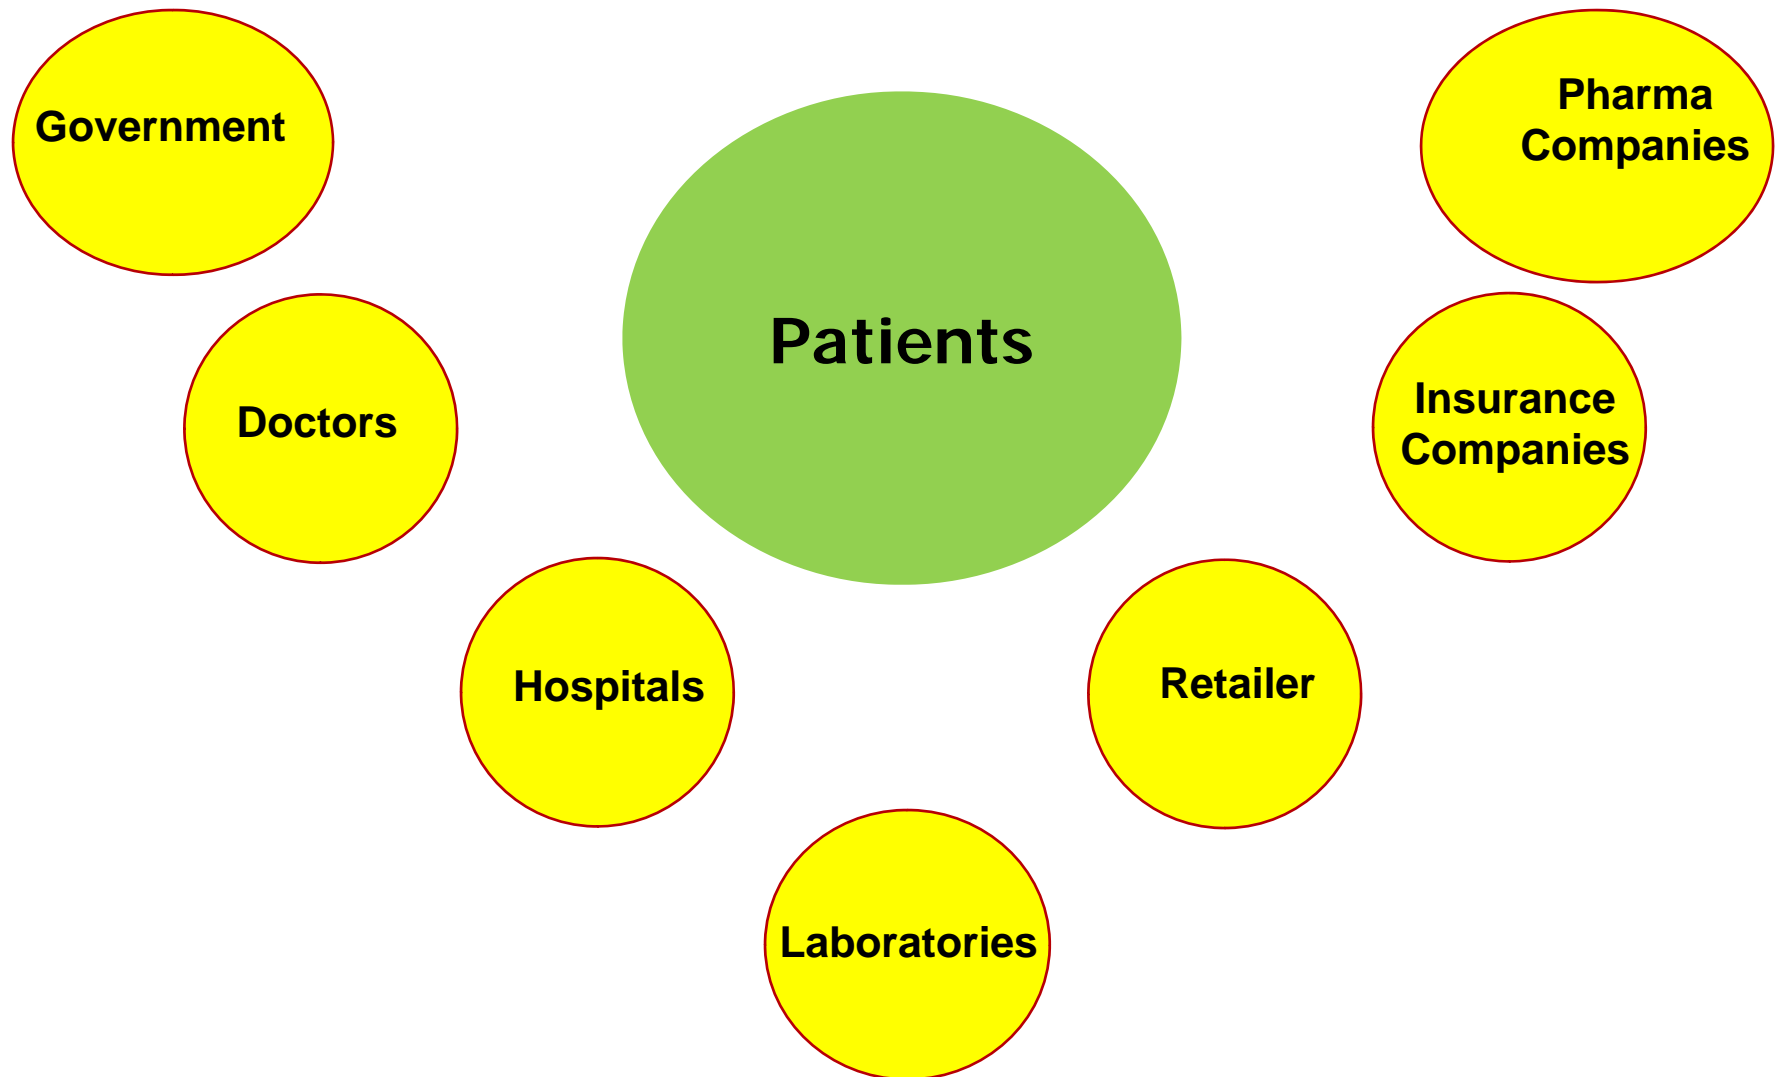 Government
Pharma
Companies
Patients
Doctors
Insurance
Companies
Hospitals
Retailer
Laboratories